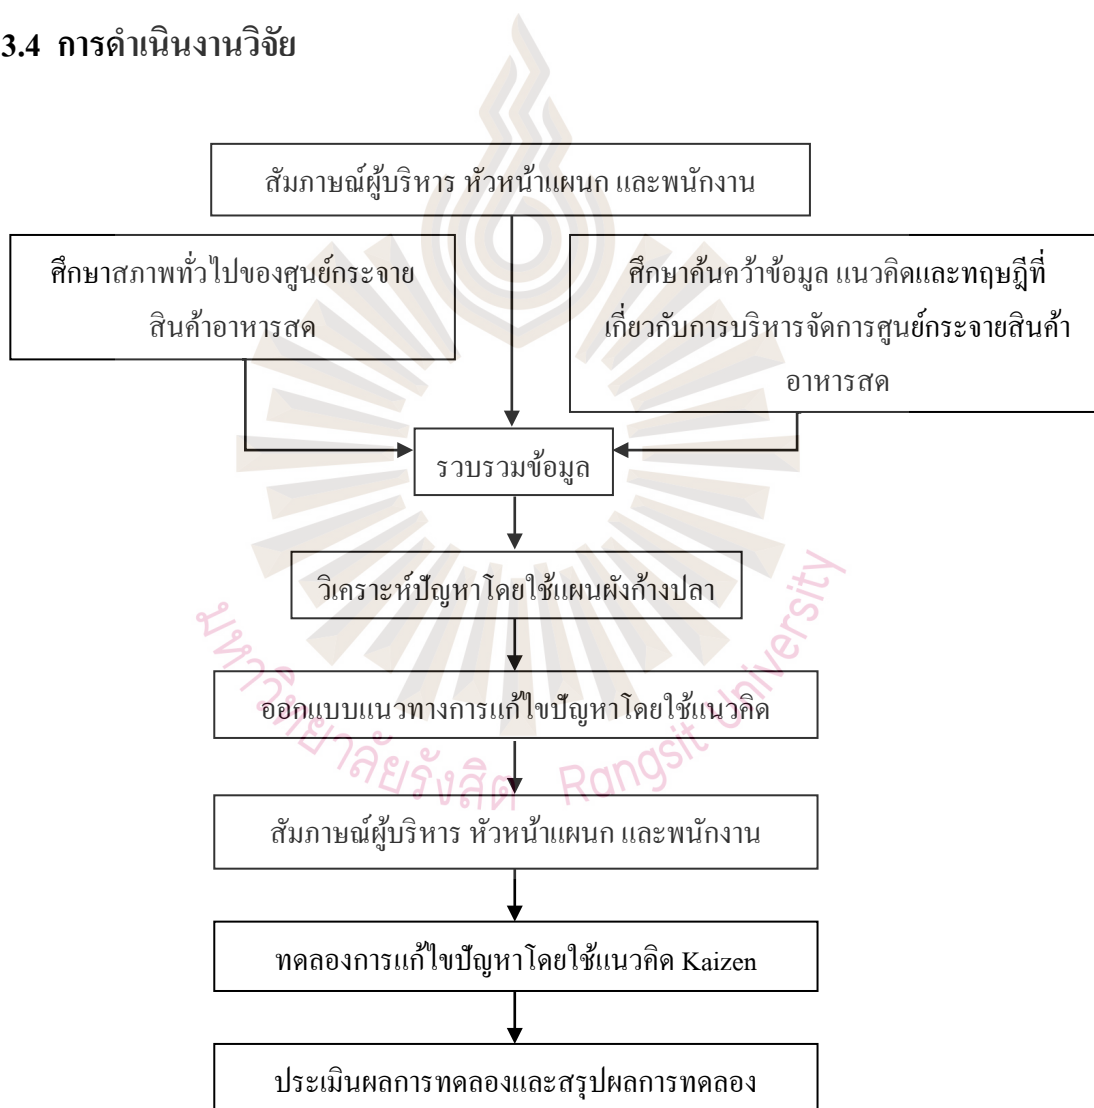 3.4 การดำเนินงานวิจัย
สัมภาษณ์ผู้บริหาร หัวหน้าแผนก และพนักงาน
ศึกษาสภาพทั่วไปของศูนย์กระจาย
สินค้าอาหารสด
ศึกษาค้นคว้าข้อมูล แนวคิดและทฤษฎีที่
เกี่ยวกับการบริหารจัดการศูนย์กระจายสินค้า
อาหารสด
รวบรวมข้อมูล
วิเคราะห์ปัญหาโดยใช้แผนผังก้างปลา
ออกแบบแนวทางการแก้ไขปัญหาโดยใช้แนวคิด
สัมภาษณ์ผู้บริหาร หัวหน้าแผนก และพนักงาน
ทดลองการแก้ไขปัญหาโดยใช้แนวคิด Kaizen
ประเมินผลการทดลองและสรุปผลการทดลอง
มหาวิทยาลัยรังสิต Rangsit University